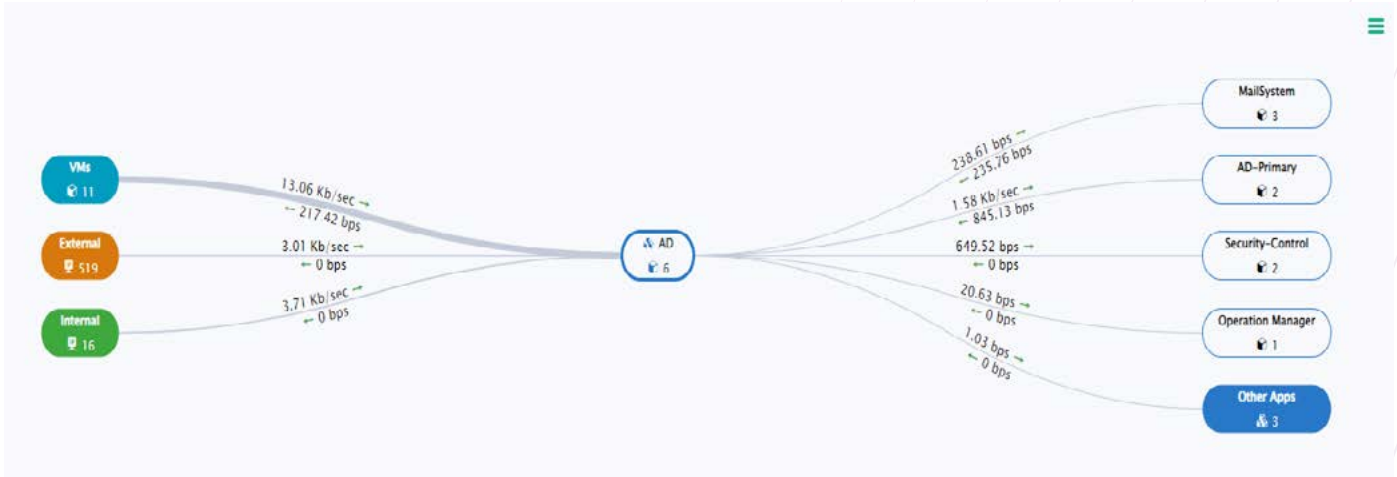 VMs
11
13.06 Kb/sec →
← 217.42 bps
External
519
3.01 Kb/sec →
← 0 bps
Internal
16
3.71 Kb/sec →
← 0 bps
AD
6
238.61 bps →
← 235.76 bps
MailSystem
3
1.58 Kb/sec →
← 845.13 bps
AD-Primary
2
649.52 bps →
← 0 bps
Security-Control
2
20.63 bps →
← 0 bps
Operation Manager
1
1.03 bps →
← 0 bps
Other Apps
3